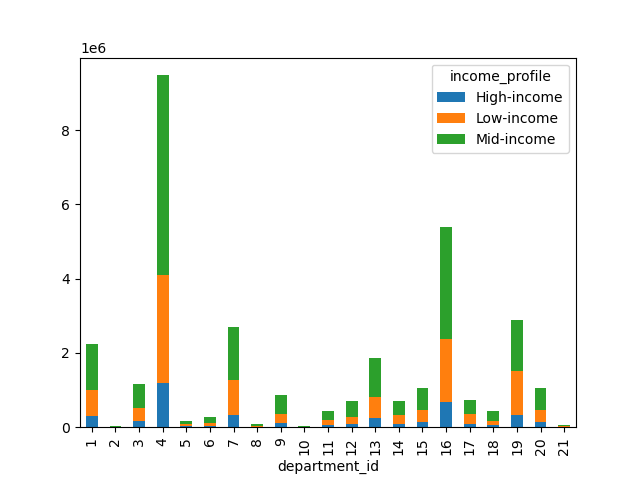 1e6
income_profile
High-income
Low-income
Mid-income
8
6
4
2
0
1 2 3 4 5 6 7 8 9 10 11 12 13 14 15 16 17 18 19 20 21
department_id